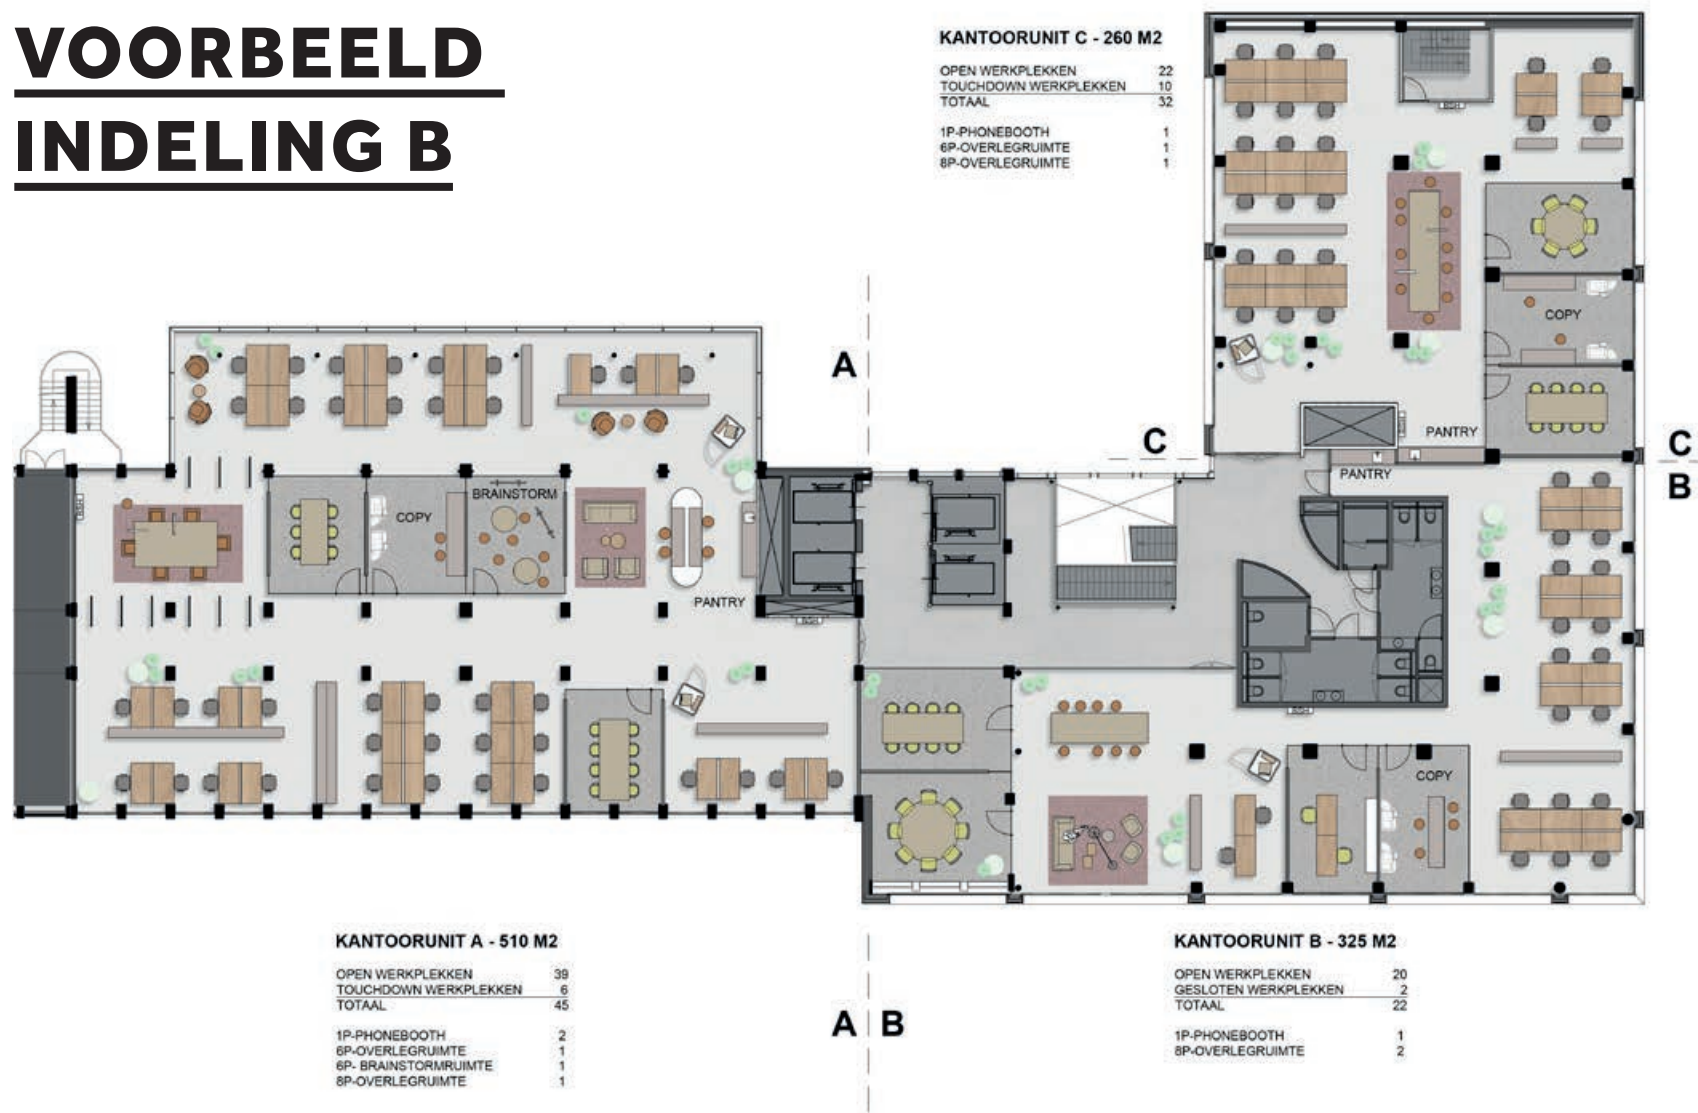 VOORBEELD
INDELING B
KANTOORUNIT C - 260 M2
OPEN WERKPLEKKEN 22
TOUCHDOWN WERKPLEKKEN 10
TOTAAL 32
1P-PHONEBOOTH 1
6P-OVERLEGRUIMTE 1
8P-OVERLEGRUIMTE 1
COPY
A
C
PANTRY
C
PANTRY
B
BRAINSTORM
COPY
PANTRY
COPY
KANTOORUNIT A - 510 M2
OPEN WERKPLEKKEN 39
TOUCHDOWN WERKPLEKKEN 6
TOTAAL 45
1P-PHONEBOOTH 2
6P-OVERLEGRUIMTE 1
6P- BRAINSTORMRUIMTE 1
8P-OVERLEGRUIMTE 1
A B
KANTOORUNIT B - 325 M2
OPEN WERKPLEKKEN 20
GESLOTEN WERKPLEKKEN 2
TOTAAL 22
1P-PHONEBOOTH 1
8P-OVERLEGRUIMTE 2